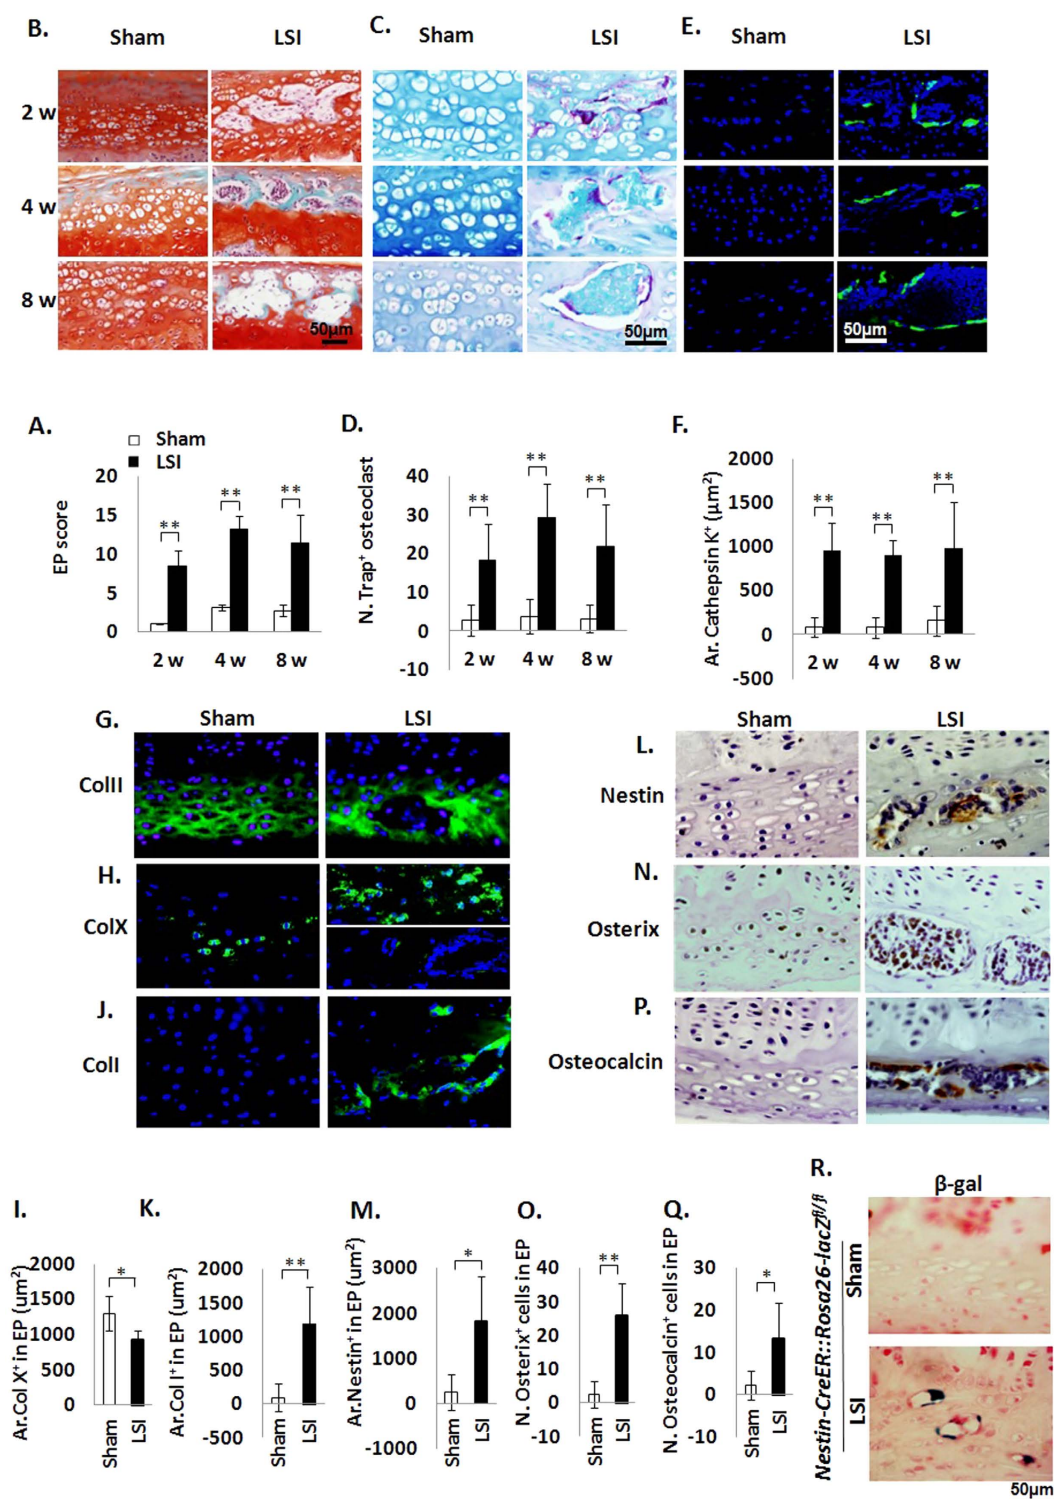 B.
Sham
LSI
C.
Sham
LSI
E.
Sham
LSI
2 w
4 w
8 w
50μm
50μm
50μm
A.
Sham
LSI
EP score
20
15
10
5
0
**
**
**
2 w
4 w
8 w
D.
N. Trap⁺ osteoclast
40
30
20
10
0
-10
**
**
**
2 w
4 w
8 w
F.
Ar. Cathepsin K⁺ (μm²)
2000
1500
1000
500
0
-500
**
**
**
2 w
4 w
8 w
G.
Sham
LSI
ColII
H.
ColX
J.
ColI
Sham
LSI
L.
Nestin
N.
Osterix
P.
Osteocalcin
I.
Ar.Col X⁺ in EP (um²)
2000
1500
1000
500
0
*
Sham
LSI
K.
Ar.Col I⁺ in EP (um²)
2000
1500
1000
500
0
-500
**
Sham
LSI
M.
Ar.Nestin⁺ in EP (um²)
3000
2000
1000
0
-1000
*
Sham
LSI
O.
N. Osterix⁺ cells in EP
40
30
20
10
0
-10
**
Sham
LSI
Q.
N. Osteocalcin⁺ cells in EP
30
20
10
0
-10
*
Sham
LSI
R.
β-gal
Nestin-CreER::Rosa26-lacZfl/fl
Sham
LSI
50μm